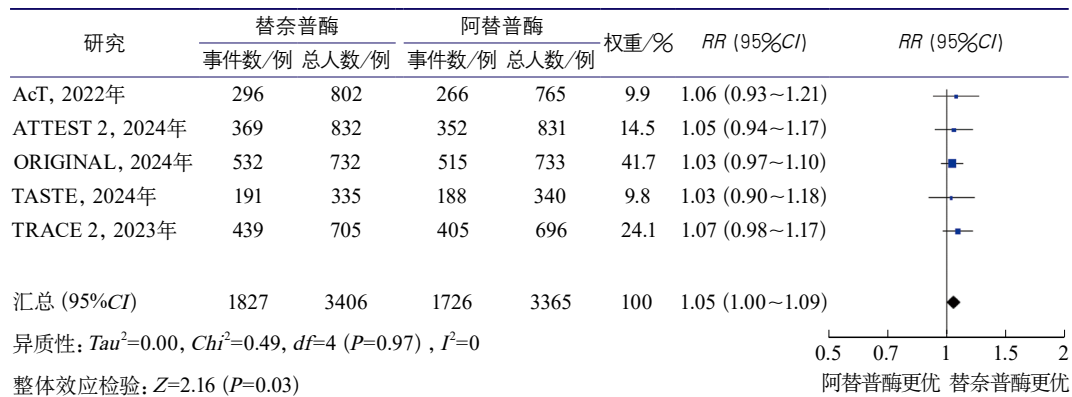 研究 替奈普酶 阿替普酶 权重/% RR (95%CI) RR (95%CI)
事件数/例 总人数/例 事件数/例 总人数/例
AcT, 2022年 296 802 266 765 9.9 1.06 (0.93~1.21)
ATTEST 2, 2024年 369 832 352 831 14.5 1.05 (0.94~1.17)
ORIGINAL, 2024年 532 732 515 733 41.7 1.03 (0.97~1.10)
TASTE, 2024年 191 335 188 340 9.8 1.03 (0.90~1.18)
TRACE 2, 2023年 439 705 405 696 24.1 1.07 (0.98~1.17)
汇总 (95%CI) 1827 3406 1726 3365 100 1.05 (1.00~1.09)
异质性: Tau²=0.00, Chi²=0.49, df=4 (P=0.97) , I²=0
整体效应检验: Z=2.16 (P=0.03)
0.5 0.7 1 1.5 2
阿替普酶更优 替奈普酶更优